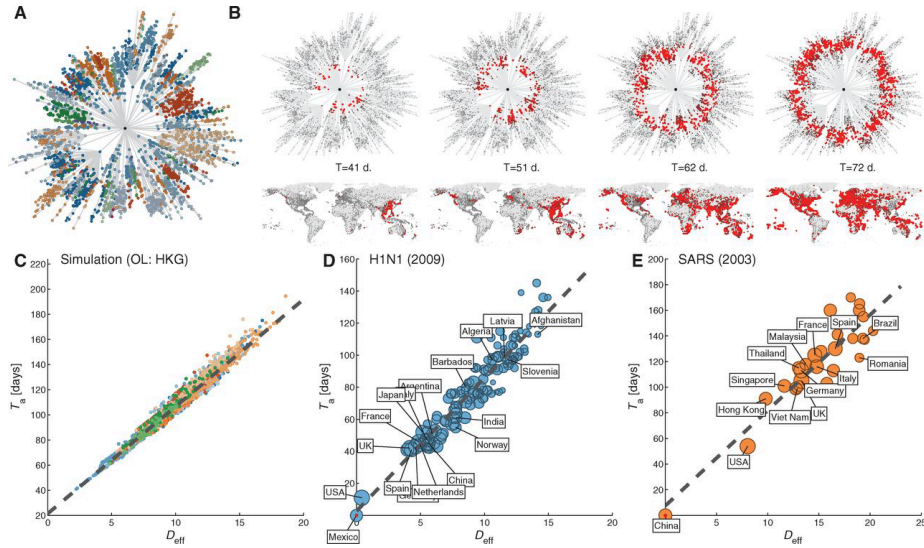 A
B
T=41 d.
T=51 d.
T=62 d.
T=72 d.
C Simulation (OL: HKG)
220
200
180
160
140
120
100
80
60
40
20
0 5 10 15 20
Ta [days]
Deff
D H1N1 (2009)
160
140
120
100
80
60
40
20
0
0 5 10 15
Ta [days]
Deff
Latvia
Algeria
Afghanistan
Barbados
Slovenia
Argentina
Japan
France
India
UK
Norway
China
Spain
Netherlands
USA
Mexico
E SARS (2003)
200
180
160
140
120
100
80
60
40
20
0
0 5 10 15 20 25
Ta [days]
Deff
France
Spain
Malaysia
Brazil
Thailand
Romania
Singapore
Italy
Germany
Hong Kong
Viet Nam
UK
USA
China